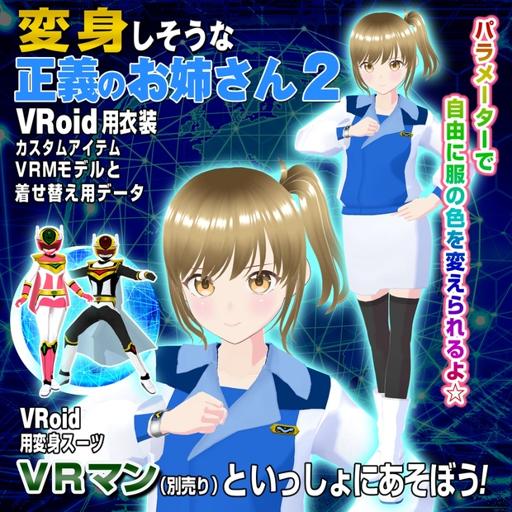 変身しそうな
正義のお姉さん2
VRoid用衣装
カスタムアイテム
VRMモデルと
着せ替え用データ
パラメーターで
自由に服の色を変えられるよ☆
VRoid
用変身スーツ
VRマン(別売り)といっしょにあそぼう!